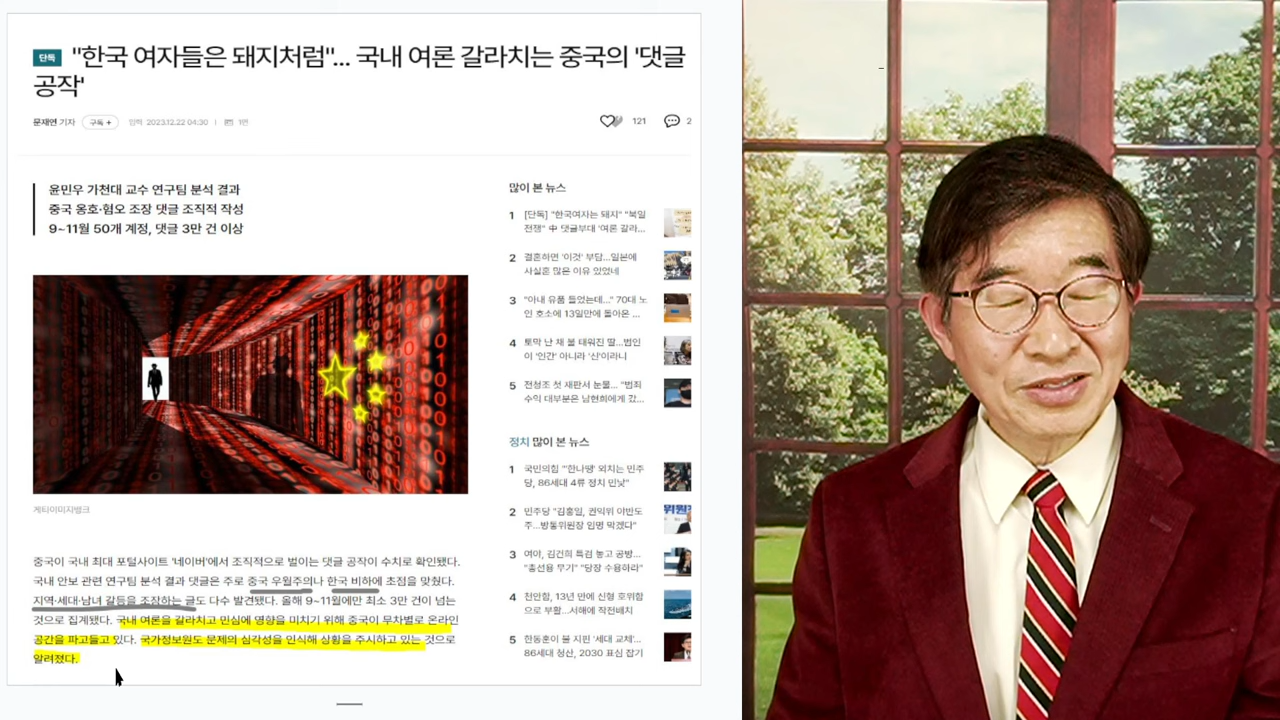 단독 "한국 여자들은 돼지처럼"... 국내 여론 갈라치는 중국의 '댓글
공작'
문재연 기자 구독 + 입력 2023.12.22 04:30 1면
121 2
윤민우 가천대 교수 연구팀 분석 결과
중국 옹호·혐오 조장 댓글 조직적 작성
9~11월 50개 계정, 댓글 3만 건 이상
게티이미지뱅크
중국이 국내 최대 포털사이트 '네이버'에서 조직적으로 벌이는 댓글 공작이 수치로 확인됐다.
국내 안보 관련 연구팀 분석 결과 댓글은 주로 중국 우월주의나 한국 비하에 초점을 맞췄다.
지역·세대·남녀 갈등을 조장하는 글도 다수 발견됐다. 올해 9~11월에만 최소 3만 건이 넘는
것으로 집계됐다. 국내 여론을 갈라치고 민심에 영향을 미치기 위해 중국이 무차별로 온라인
공간을 파고들고 있다. 국가정보원도 문제의 심각성을 인식해 상황을 주시하고 있는 것으로
알려졌다.
많이 본 뉴스
1 [단독] "한국여자는 돼지" "북일
전쟁" 中 댓글부대 '여론 갈라...
2 결혼하면 '이것' 부담...일본에
사실혼 많은 이유 있었네
3 "아내 유품 들었는데..." 70대 노
인 호소에 13일만에 돌아온 ...
4 토막 난 채 불 태워진 딸...범인
이 '인간' 아니라 '신'이라니
5 전청조 첫 재판서 눈물... "범죄
수익 대부분은 남현희에게 갔...
정치 많이 본 뉴스
1 국민의힘 "'한나땡' 외치는 민주
당, 86세대 4류 정치 민낯"
2 민주당 "김홍일, 권익위 야반도
주...방통위원장 임명 막겠다"
3 여야, 김건희 특검 놓고 공방...
"총선용 무기" "당장 수용하라"
4 천안함, 13년 만에 신형 호위함
으로 부활...서해에 작전배치
5 한동훈이 불 지핀 '세대 교체'...
86세대 청산, 2030 표심 잡기